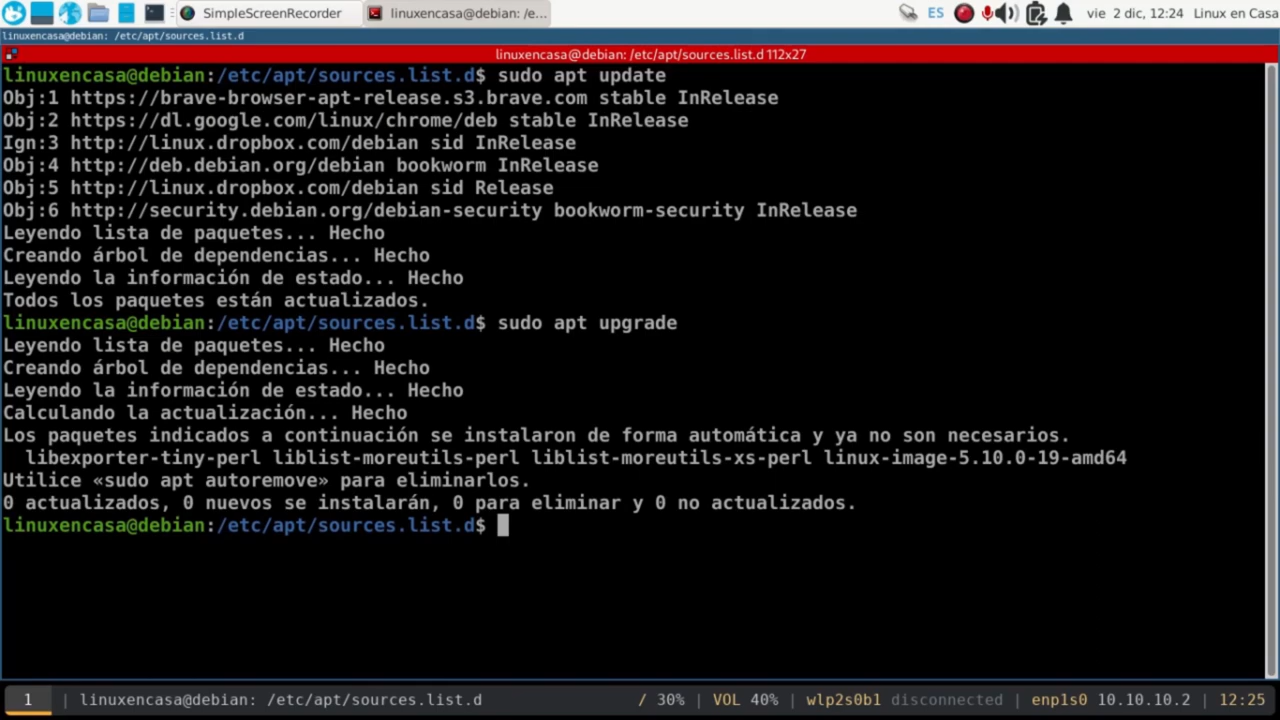 SimpleScreenRecorder
linuxencasa@debian: /e...
ES
vie 2 dic, 12:24
Linux en Casa
linuxencasa@debian: /etc/apt/sources.list.d
linuxencasa@debian: /etc/apt/sources.list.d 112x27
linuxencasa@debian:/etc/apt/sources.list.d$ sudo apt update
Obj:1 https://brave-browser-apt-release.s3.brave.com stable InRelease
Obj:2 https://dl.google.com/linux/chrome/deb stable InRelease
Ign:3 http://linux.dropbox.com/debian sid InRelease
Obj:4 http://deb.debian.org/debian bookworm InRelease
Obj:5 http://linux.dropbox.com/debian sid Release
Obj:6 http://security.debian.org/debian-security bookworm-security InRelease
Leyendo lista de paquetes... Hecho
Creando árbol de dependencias... Hecho
Leyendo la información de estado... Hecho
Todos los paquetes están actualizados.
linuxencasa@debian:/etc/apt/sources.list.d$ sudo apt upgrade
Leyendo lista de paquetes... Hecho
Creando árbol de dependencias... Hecho
Leyendo la información de estado... Hecho
Calculando la actualización... Hecho
Los paquetes indicados a continuación se instalaron de forma automática y ya no son necesarios.
libexporter-tiny-perl liblist-moreutils-perl liblist-moreutils-xs-perl linux-image-5.10.0-19-amd64
Utilice «sudo apt autoremove» para eliminarlos.
0 actualizados, 0 nuevos se instalarán, 0 para eliminar y 0 no actualizados.
linuxencasa@debian:/etc/apt/sources.list.d$
1 | linuxencasa@debian: /etc/apt/sources.list.d
/ 30% | VOL 40% | wlp2s0b1 disconnected | enp1s0 10.10.10.2 | 12:25